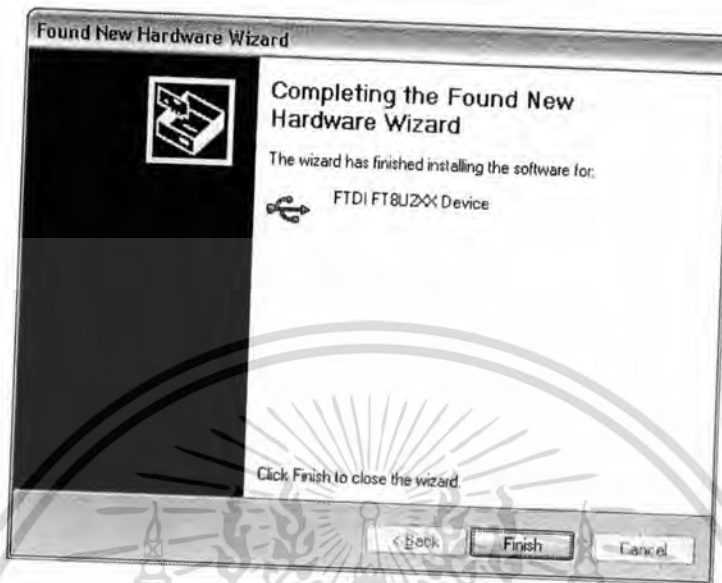 Found New Hardware Wizard
Completing the Found New
Hardware Wizard
The wizard has finished installing the software for:
FTDI FT8U2XX Device
Click Finish to close the wizard.
< Back
Finish
Cancel